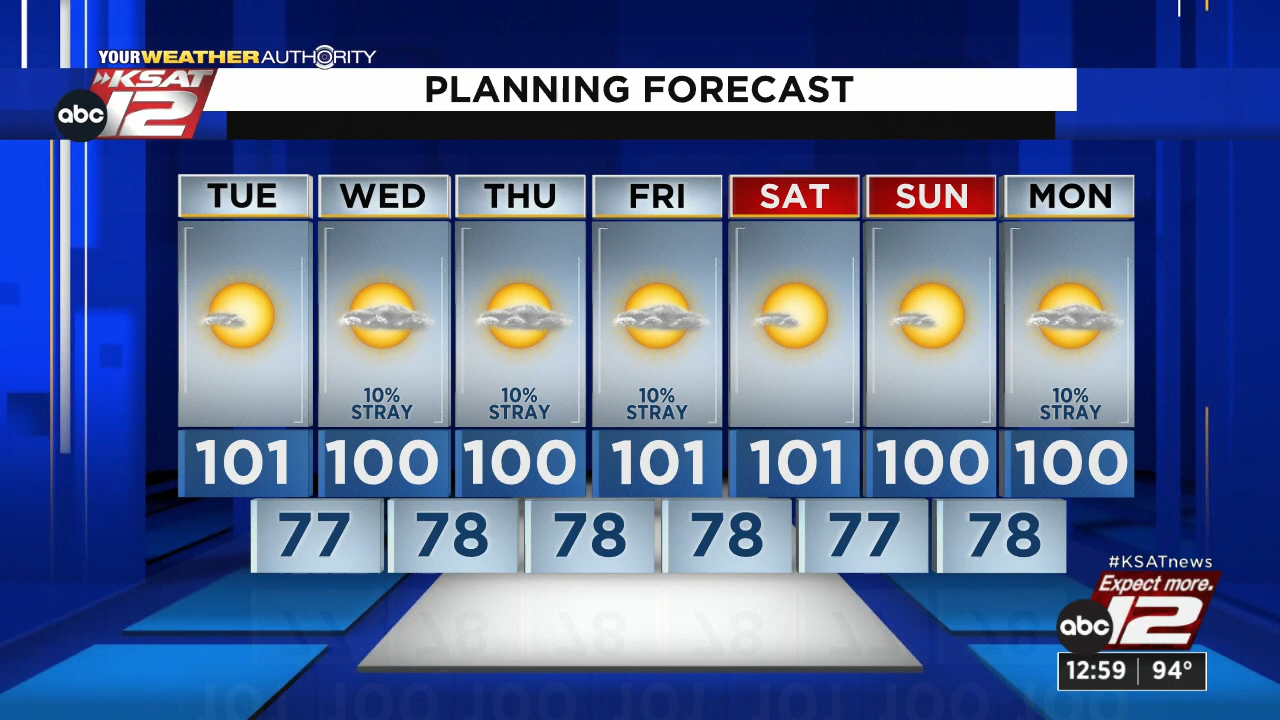 YOURWEATHERAUTHORITY
KSAT
abc 12
PLANNING FORECAST
TUE WED THU FRI SAT SUN MON
10% 10% 10% 10%
STRAY STRAY STRAY STRAY
101 100 100 101 101 100 100
77 78 78 78 77 78
#KSATnews
Expect more.
abc 12
12:59 94°